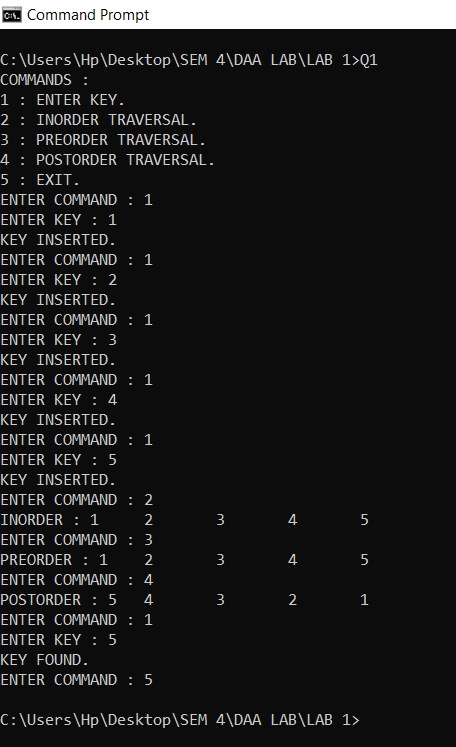 Command Prompt
C:\Users\Hp\Desktop\SEM 4\DAA LAB\LAB 1>Q1
COMMANDS :
1 : ENTER KEY.
2 : INORDER TRAVERSAL.
3 : PREORDER TRAVERSAL.
4 : POSTORDER TRAVERSAL.
5 : EXIT.
ENTER COMMAND : 1
ENTER KEY : 1
KEY INSERTED.
ENTER COMMAND : 1
ENTER KEY : 2
KEY INSERTED.
ENTER COMMAND : 1
ENTER KEY : 3
KEY INSERTED.
ENTER COMMAND : 1
ENTER KEY : 4
KEY INSERTED.
ENTER COMMAND : 1
ENTER KEY : 5
KEY INSERTED.
ENTER COMMAND : 2
INORDER : 1 2 3 4 5
ENTER COMMAND : 3
PREORDER : 1 2 3 4 5
ENTER COMMAND : 4
POSTORDER : 5 4 3 2 1
ENTER COMMAND : 1
ENTER KEY : 5
KEY FOUND.
ENTER COMMAND : 5
C:\Users\Hp\Desktop\SEM 4\DAA LAB\LAB 1>